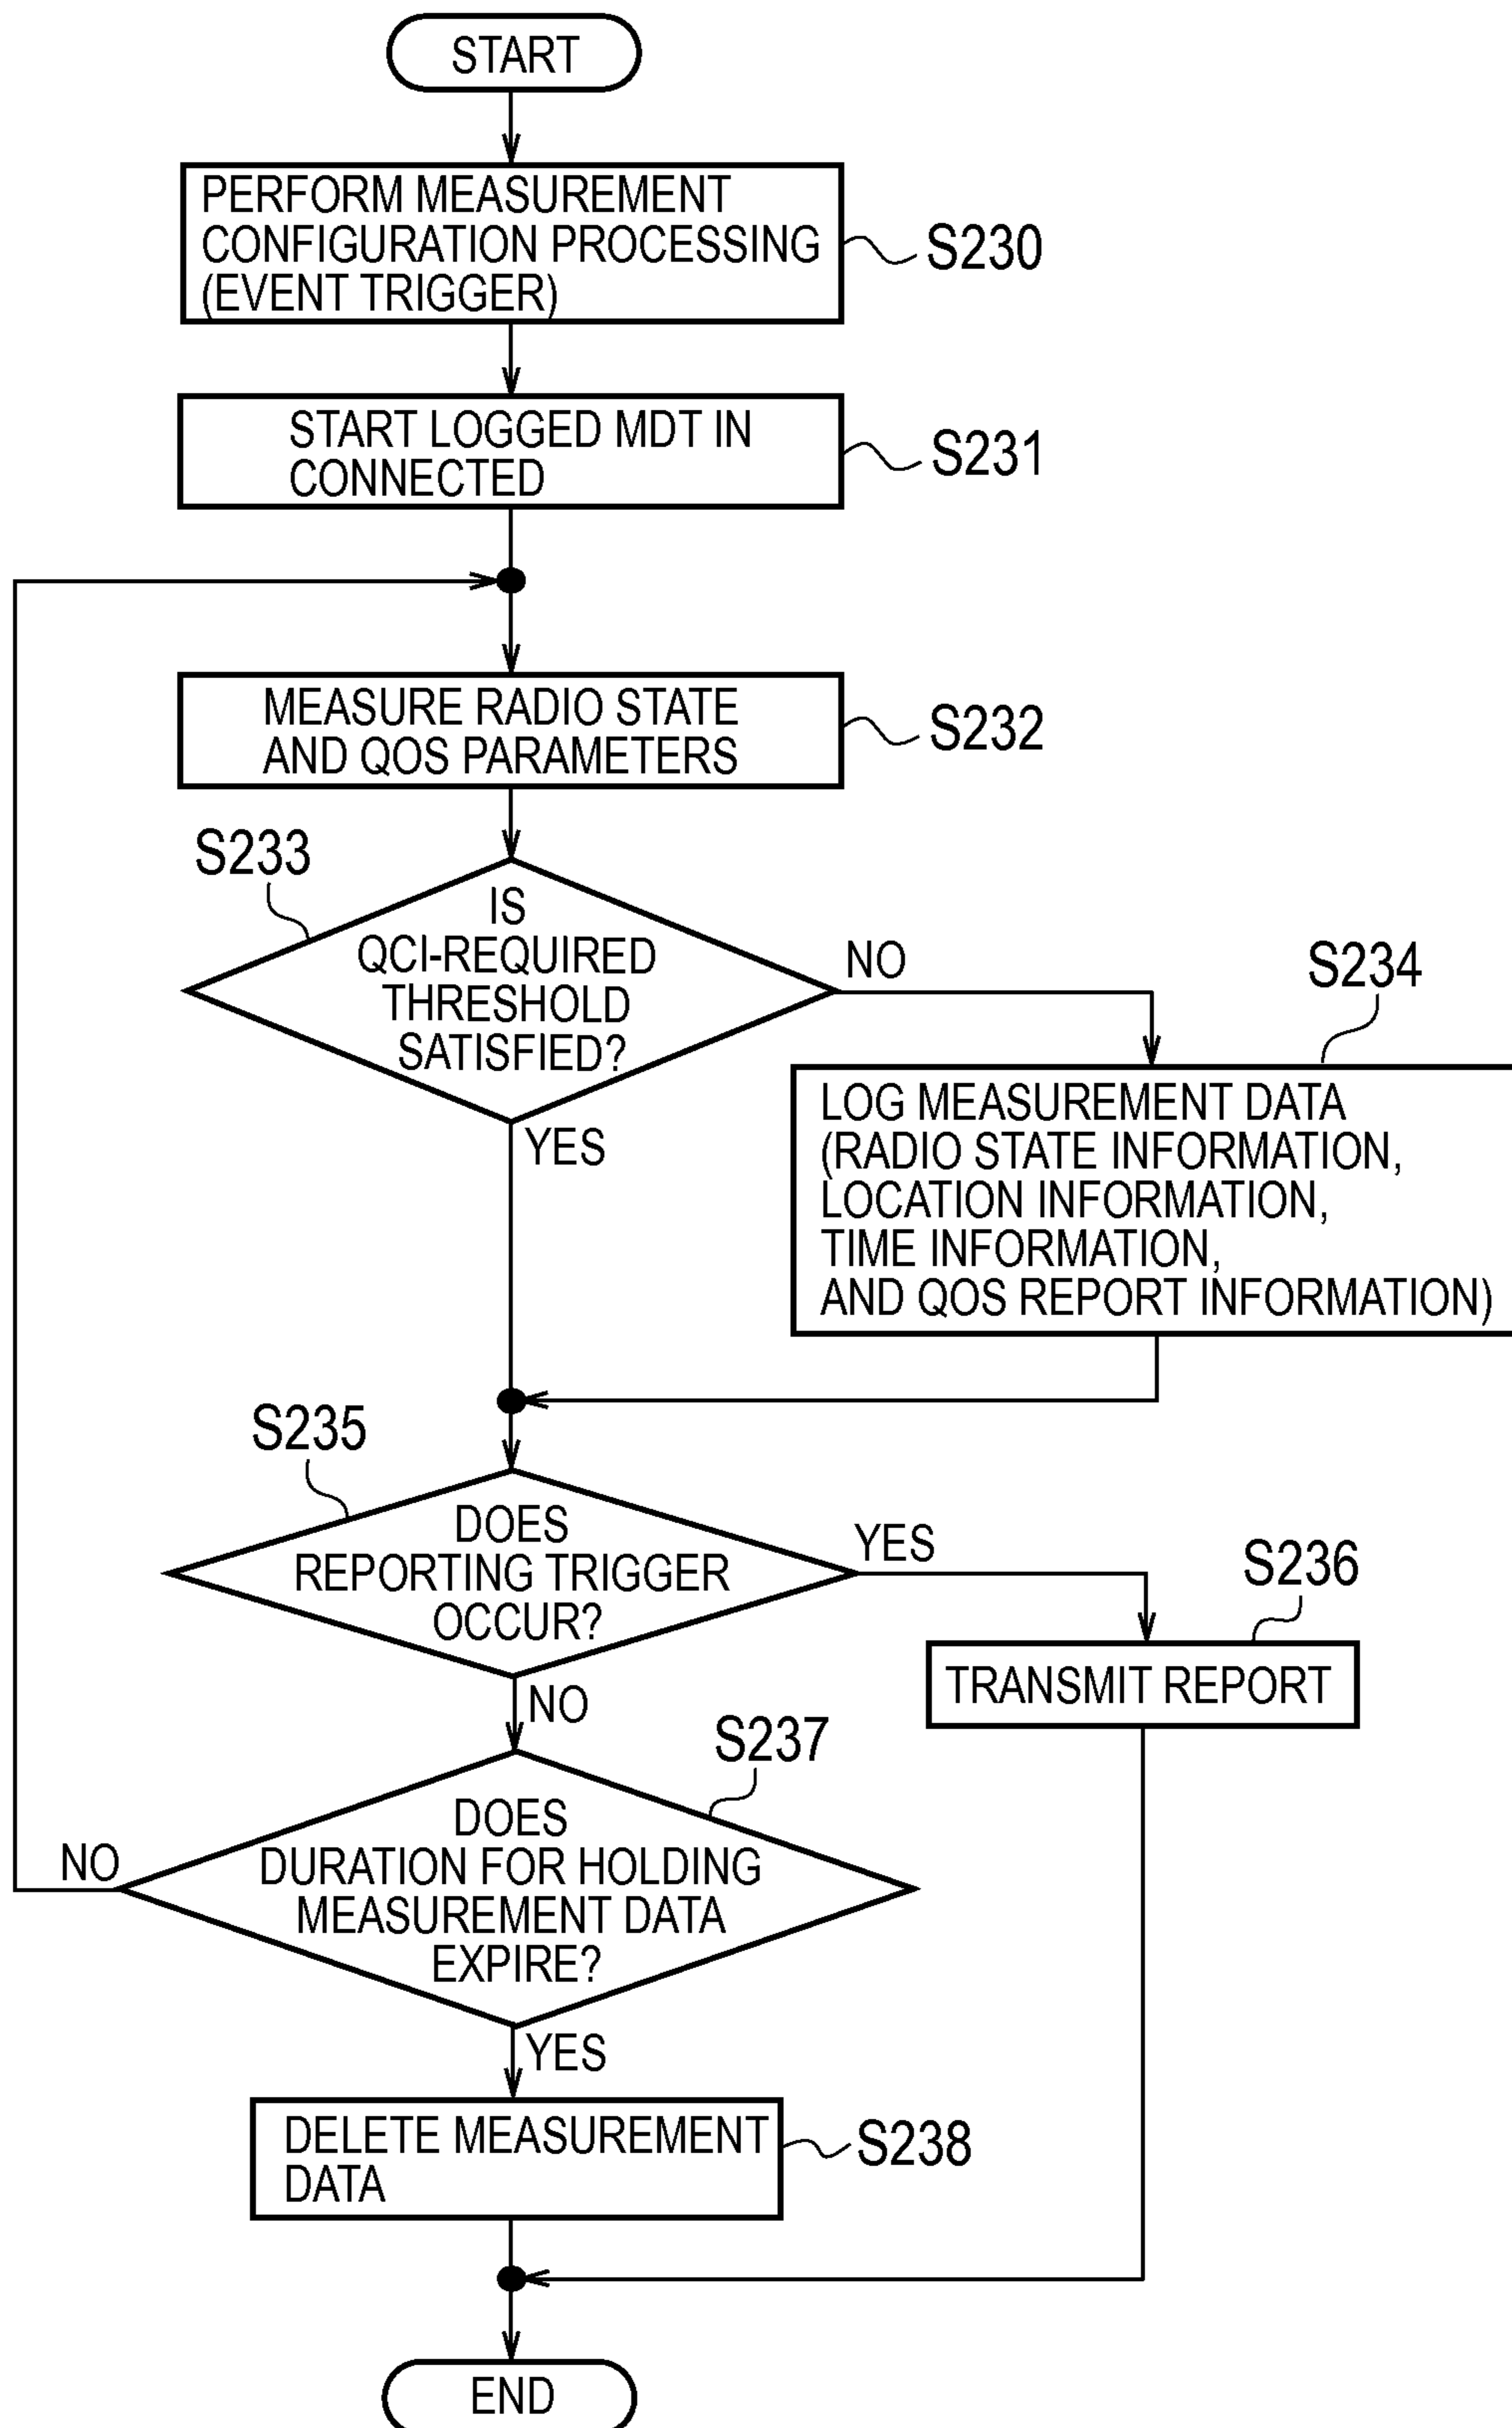 START
PERFORM MEASUREMENT
CONFIGURATION PROCESSING
(EVENT TRIGGER)
S230
START LOGGED MDT IN
CONNECTED
S231
MEASURE RADIO STATE
AND QOS PARAMETERS
S232
S233
IS
QCI-REQUIRED
THRESHOLD
SATISFIED?
NO
YES
S234
LOG MEASUREMENT DATA
(RADIO STATE INFORMATION,
LOCATION INFORMATION,
TIME INFORMATION,
AND QOS REPORT INFORMATION)
S235
DOES
REPORTING TRIGGER
OCCUR?
YES
NO
S236
TRANSMIT REPORT
S237
DOES
DURATION FOR HOLDING
MEASUREMENT DATA
EXPIRE?
NO
YES
DELETE MEASUREMENT
DATA
S238
END